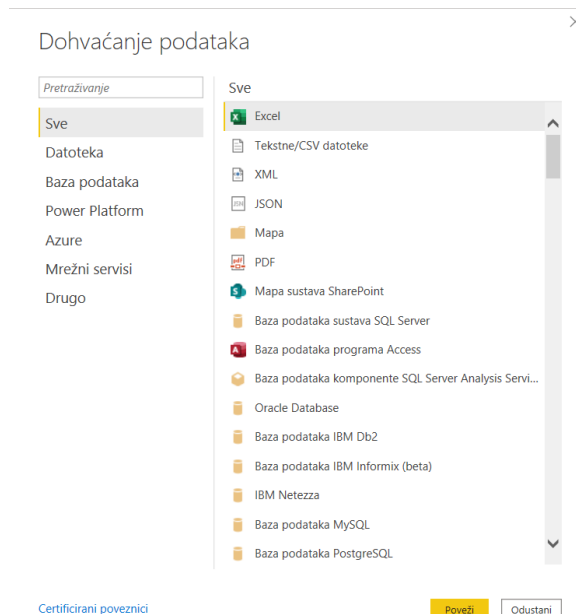 Dohvaćanje podataka
Pretraživanje
Sve
Datoteka
Baza podataka
Power Platform
Azure
Mrežni servisi
Drugo
Sve
Excel
Tekstne/CSV datoteke
XML
JSON
Mapa
PDF
Mapa sustava SharePoint
Baza podataka sustava SQL Server
Baza podataka programa Access
Baza podataka komponente SQL Server Analysis Servi...
Oracle Database
Baza podataka IBM Db2
Baza podataka IBM Informix (beta)
IBM Netezza
Baza podataka MySQL
Baza podataka PostgreSQL
Certificirani poveznici
Poveži
Odustani